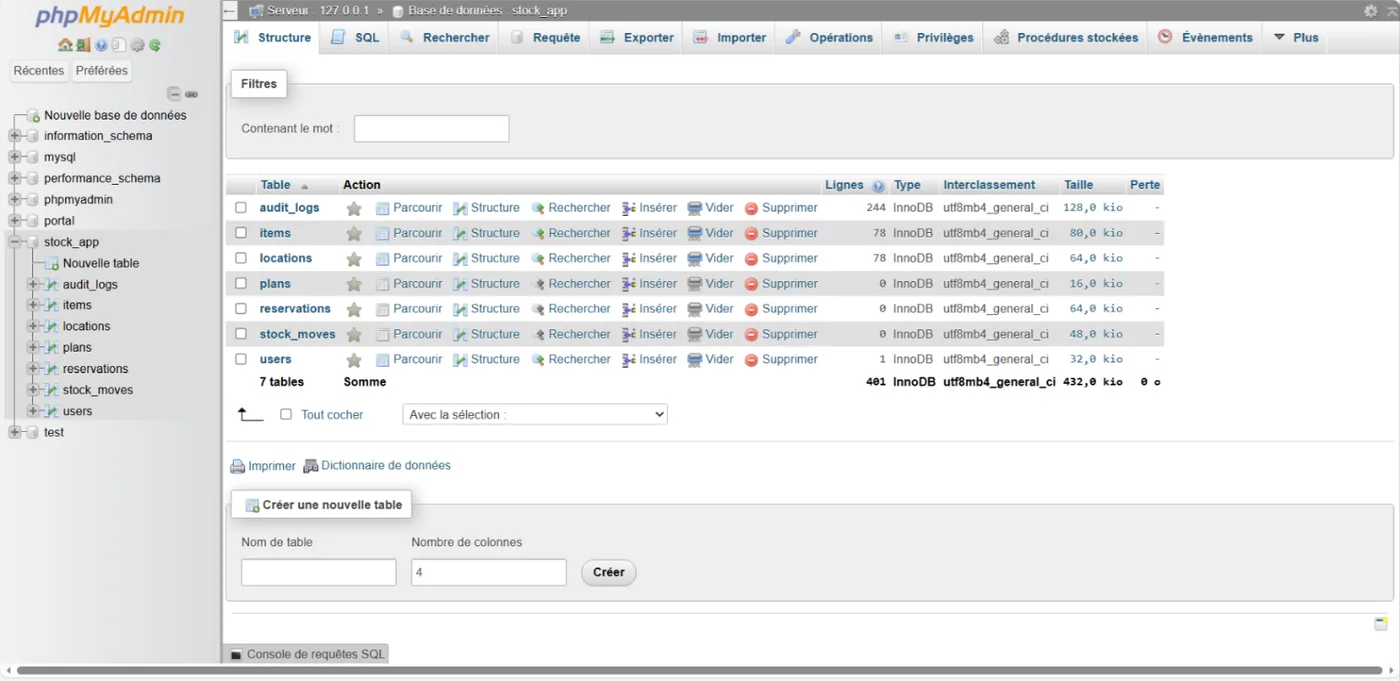 phpMyAdmin
Récentes Préférées
Nouvelle base de données
information_schema
mysql
performance_schema
phpmyadmin
portal
stock_app
Nouvelle table
audit_logs
items
locations
plans
reservations
stock_moves
users
test
Serveur : 127.0.0.1 » Base de données : stock_app
Structure SQL Rechercher Requête Exporter Importer Opérations Privilèges Procédures stockées Évènements Plus
Filtres
Contenant le mot :
Table Action Lignes Type Interclassement Taille Perte
audit_logs Parcourir Structure Rechercher Insérer Vider Supprimer 244 InnoDB utf8mb4_general_ci 128,0 kio -
items Parcourir Structure Rechercher Insérer Vider Supprimer 78 InnoDB utf8mb4_general_ci 80,0 kio -
locations Parcourir Structure Rechercher Insérer Vider Supprimer 78 InnoDB utf8mb4_general_ci 64,0 kio -
plans Parcourir Structure Rechercher Insérer Vider Supprimer 0 InnoDB utf8mb4_general_ci 16,0 kio -
reservations Parcourir Structure Rechercher Insérer Vider Supprimer 0 InnoDB utf8mb4_general_ci 64,0 kio -
stock_moves Parcourir Structure Rechercher Insérer Vider Supprimer 0 InnoDB utf8mb4_general_ci 48,0 kio -
users Parcourir Structure Rechercher Insérer Vider Supprimer 1 InnoDB utf8mb4_general_ci 32,0 kio -
7 tables Somme 401 InnoDB utf8mb4_general_ci 432,0 kio 0 o
Tout cocher Avec la sélection :
Imprimer Dictionnaire de données
Créer une nouvelle table
Nom de table Nombre de colonnes
4 Créer
Console de requêtes SQL